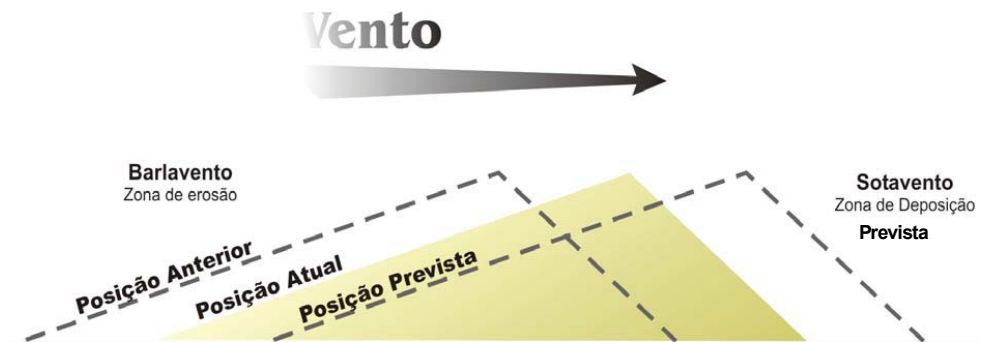 Vento
Barlavento
Zona de erosão
Sotavento
Zona de Deposição
Prevista
Posição Anterior
Posição Atual
Posição Prevista